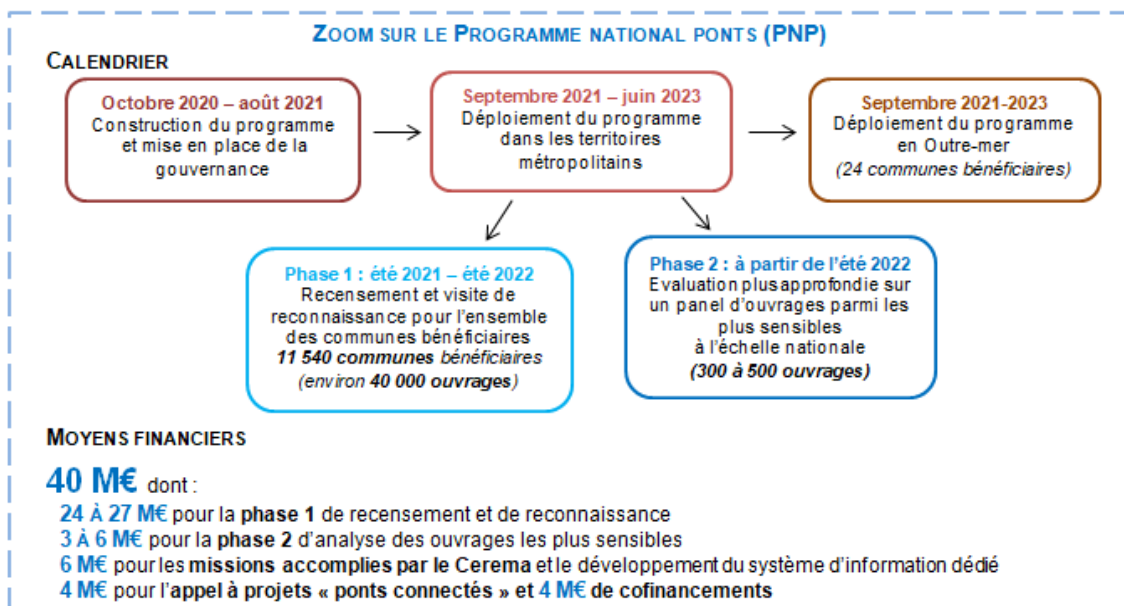 ZOOM SUR LE PROGRAMME NATIONAL PONTS (PNP)
CALENDRIER
Octobre 2020 – août 2021
Construction du programme
et mise en place de la
gouvernance
Septembre 2021 – juin 2023
Déploiement du programme
dans les territoires
métropolitains
Septembre 2021-2023
Déploiement du programme
en Outre-mer
(24 communes bénéficiaires)
Phase 1 : été 2021 – été 2022
Recensement et visite de
reconnaissance pour l'ensemble
des communes bénéficiaires
11 540 communes bénéficiaires
(environ 40 000 ouvrages)
Phase 2 : à partir de l'été 2022
Evaluation plus approfondie sur
un panel d'ouvrages parmi les
plus sensibles
à l'échelle nationale
(300 à 500 ouvrages)
MOYENS FINANCIERS
40 M€ dont :
24 À 27 M€ pour la phase 1 de recensement et de reconnaissance
3 à 6 M€ pour la phase 2 d'analyse des ouvrages les plus sensibles
6 M€ pour les missions accomplies par le Cerema et le développement du système d'information dédié
4 M€ pour l'appel à projets « ponts connectés » et 4 M€ de cofinancements